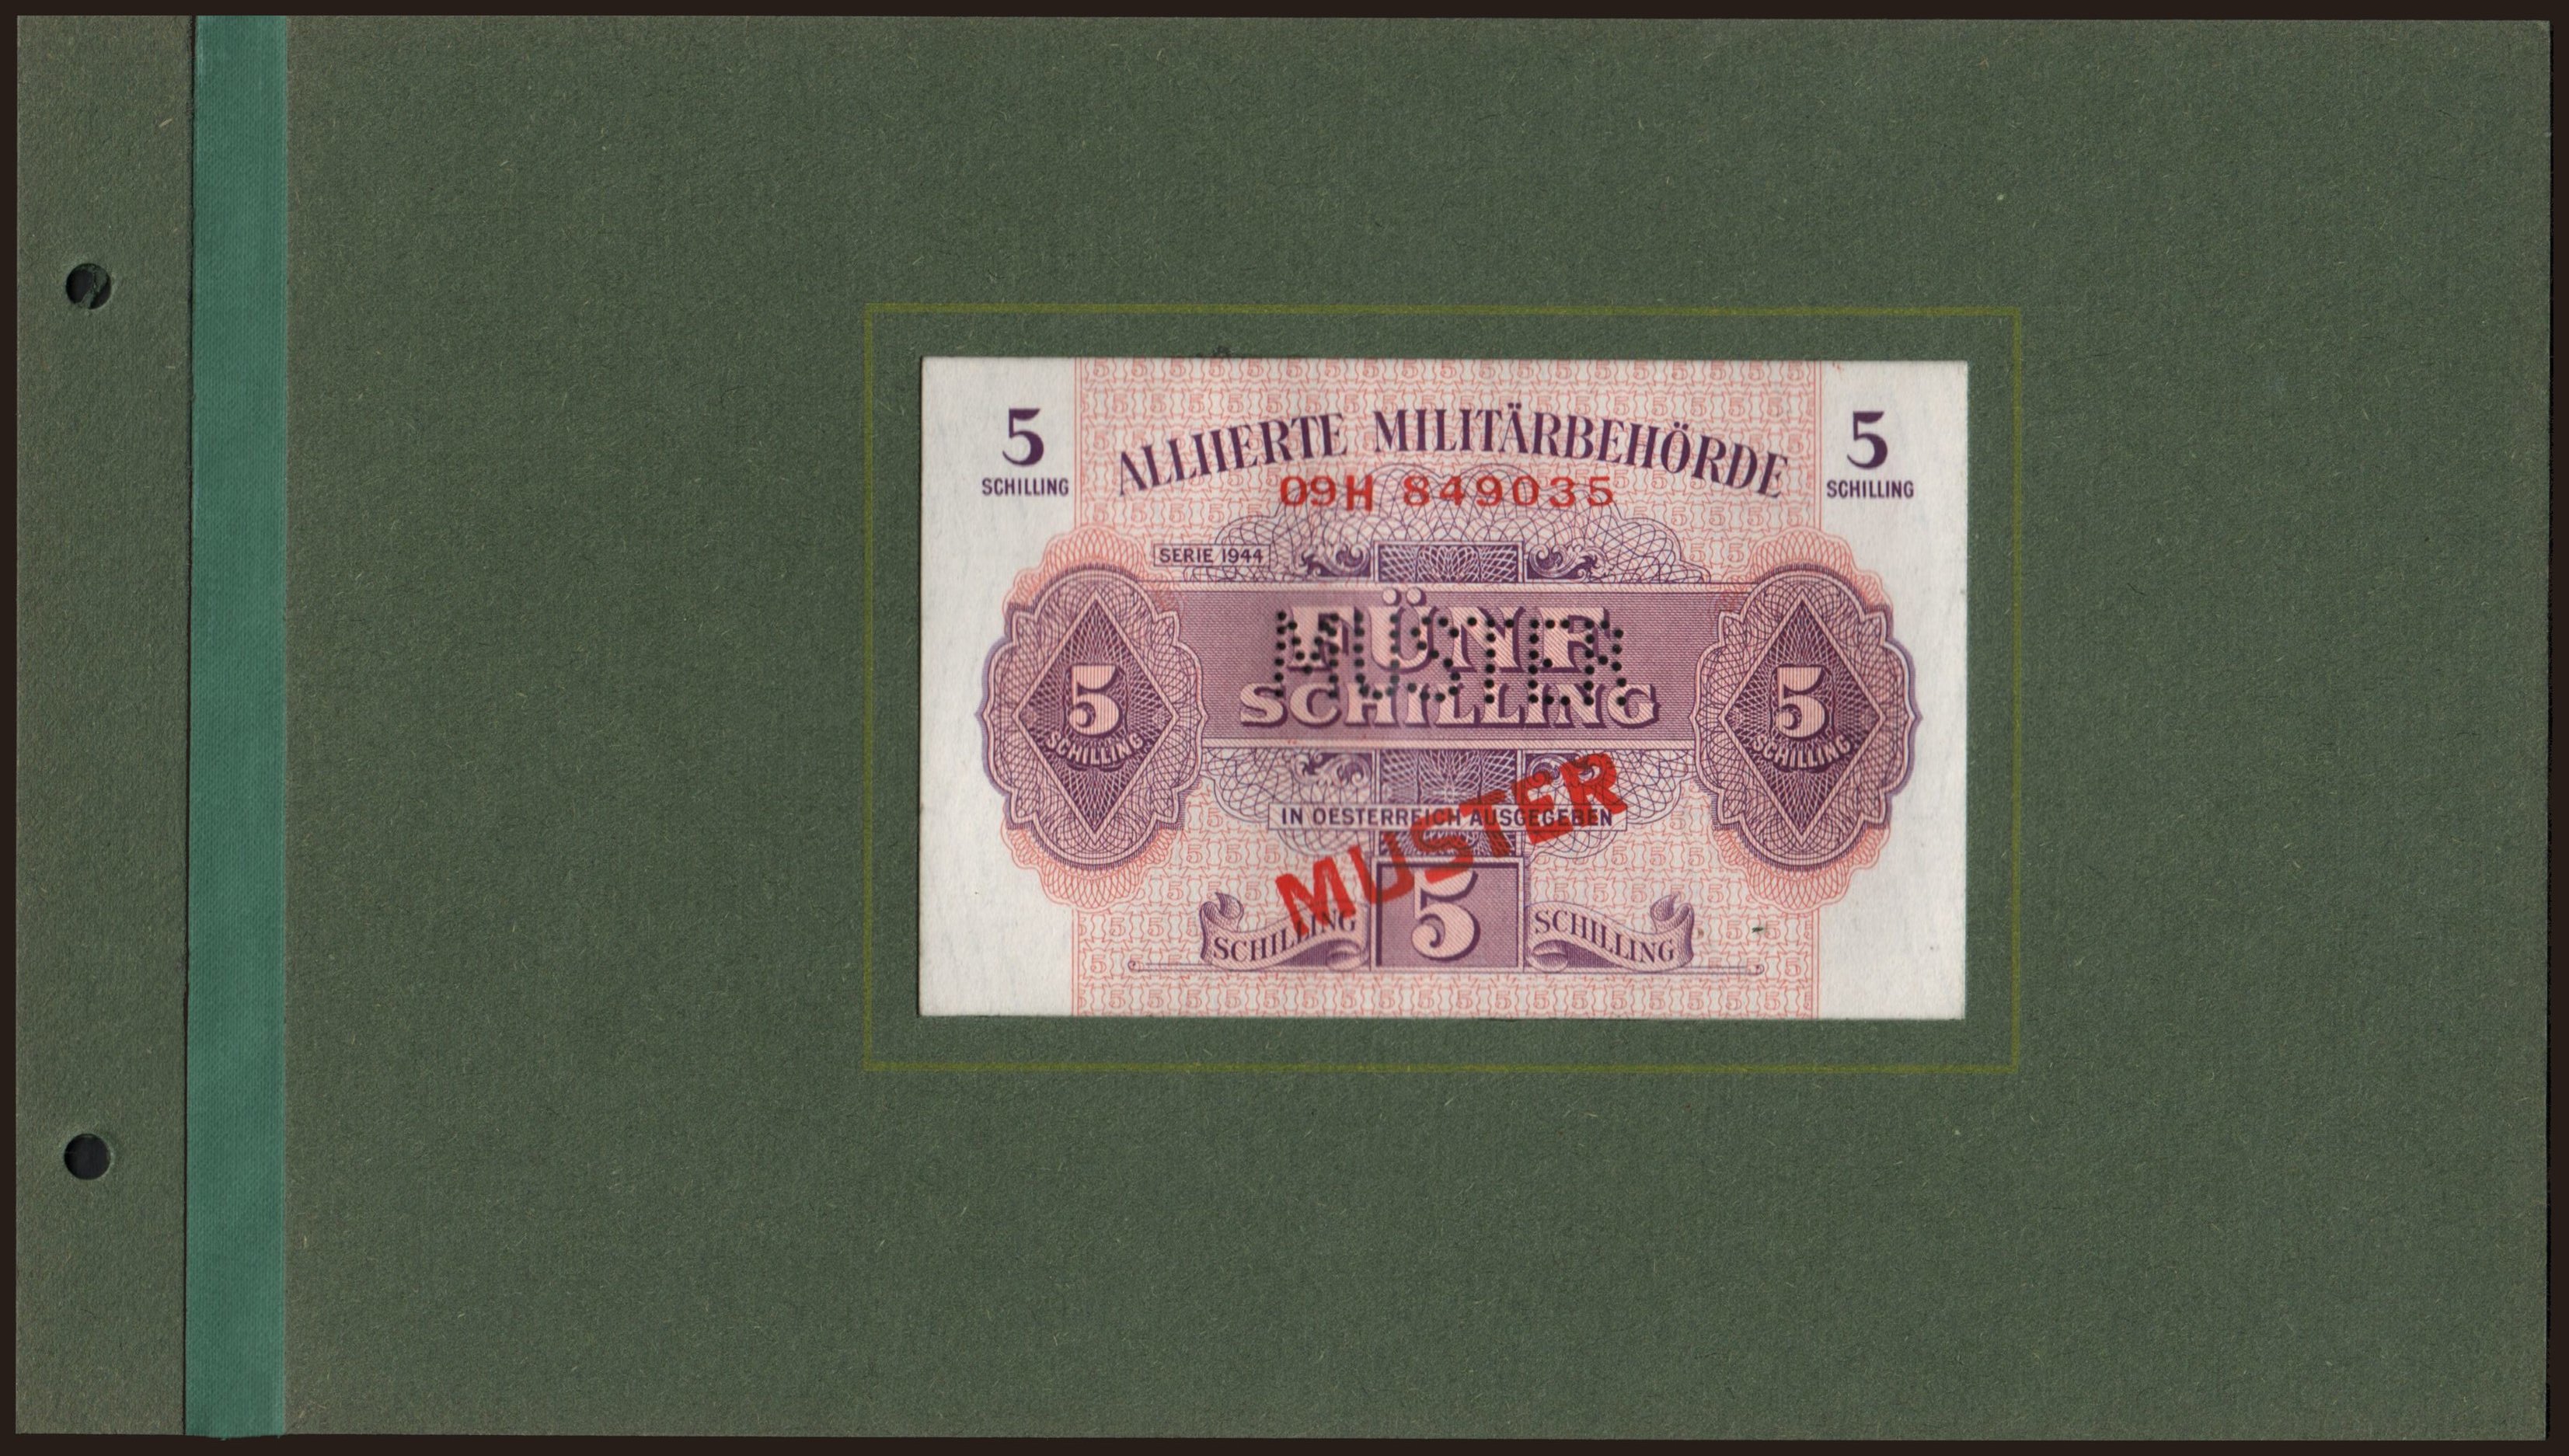 5 ALLIIERTE MILITÄRBEHÖRDE 5
SCHILLING 09H 849035 SCHILLING
SERIE 1944
MUSTER
FÜNF
SCHILLING
5
SCHILLING
5
SCHILLING
IN OESTERREICH AUSGEGEBEN
MUSTER
SCHILLING 5 SCHILLING